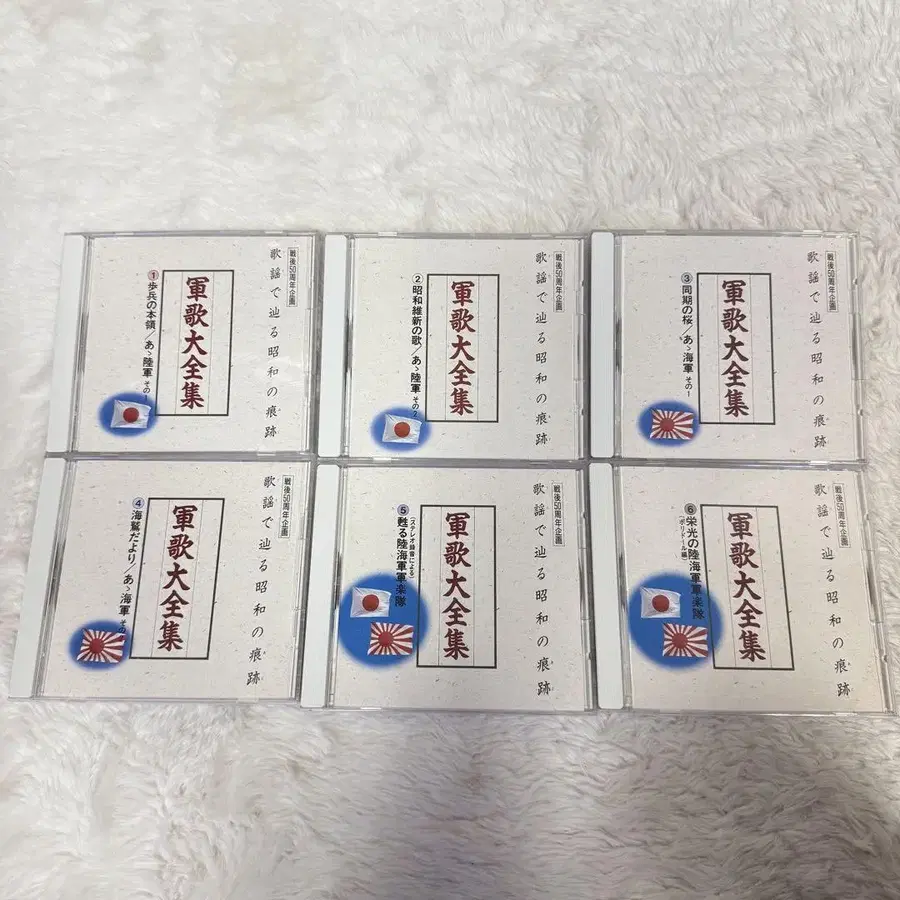 戦後50周年企画
歌謡で辿る昭和の痕跡
軍歌大全集
①歩兵の本領/あゝ陸軍 その1
戦後50周年企画
歌謡で辿る昭和の痕跡
軍歌大全集
②昭和維新の歌/あゝ陸軍 その2
戦後50周年企画
歌謡で辿る昭和の痕跡
軍歌大全集
③同期の桜/あゝ海軍 その1
戦後50周年企画
歌謡で辿る昭和の痕跡
軍歌大全集
④海鷲だより/あゝ海軍 その
戦後50周年企画
歌謡で辿る昭和の痕跡
軍歌大全集
(ステレオ録音による)
⑤甦る陸海軍軍楽隊
戦後50周年企画
歌謡で辿る昭和の痕跡
軍歌大全集
⑥栄光の陸海軍軍楽隊
(ポリドール編)